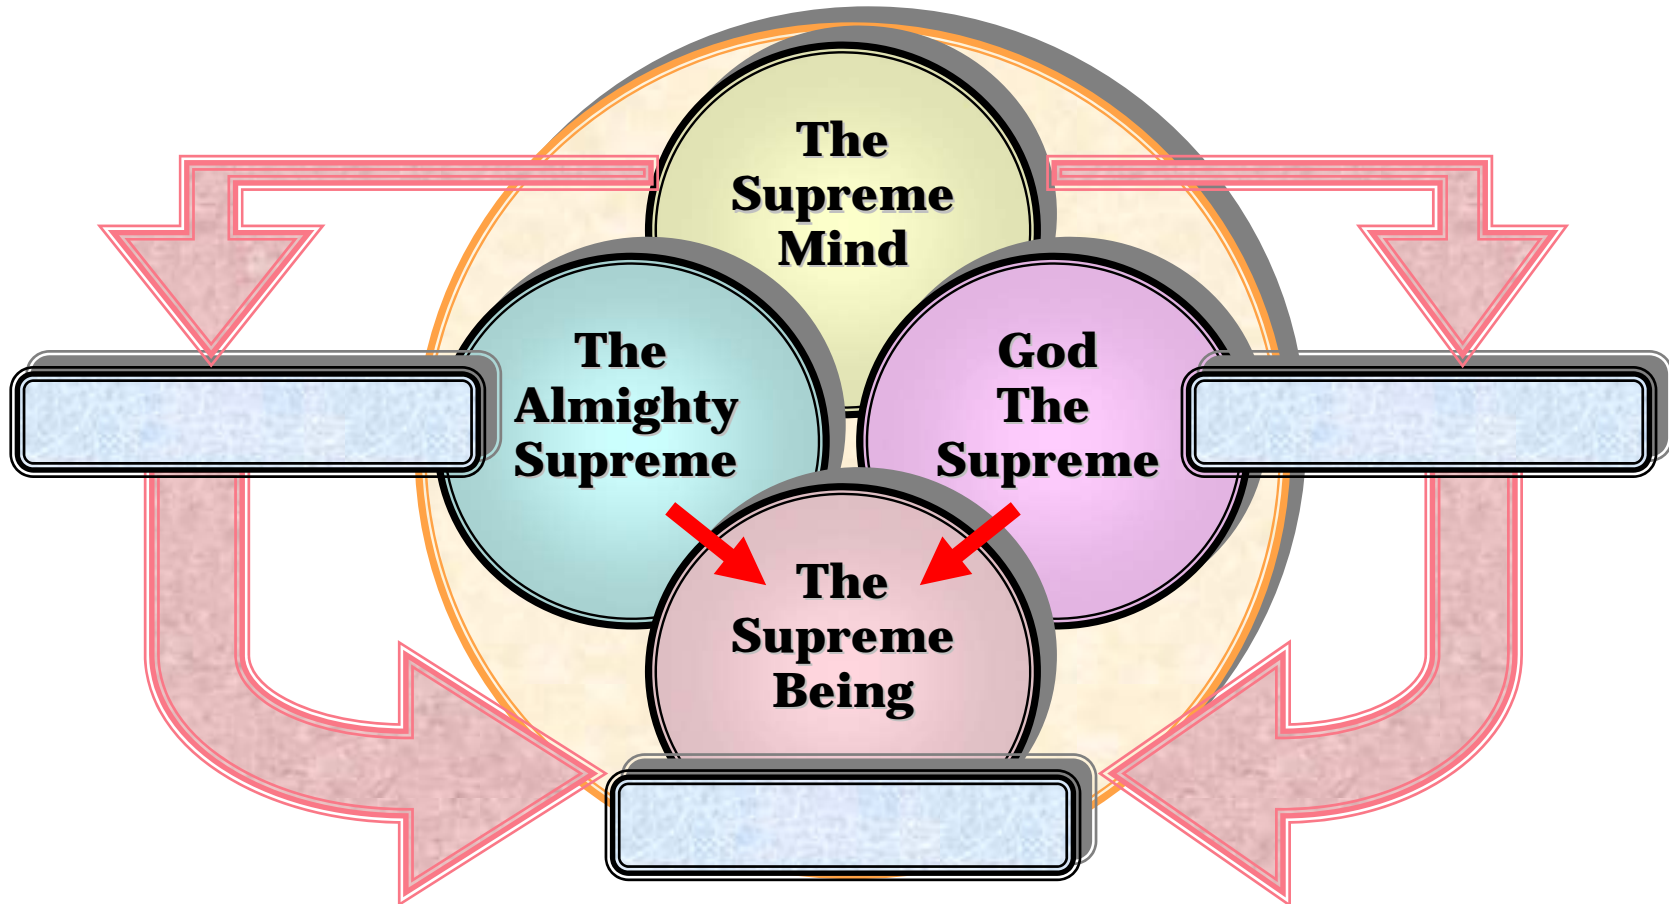 The
Supreme
Mind
The
Almighty
Supreme
God
The
Supreme
The
Supreme
Being